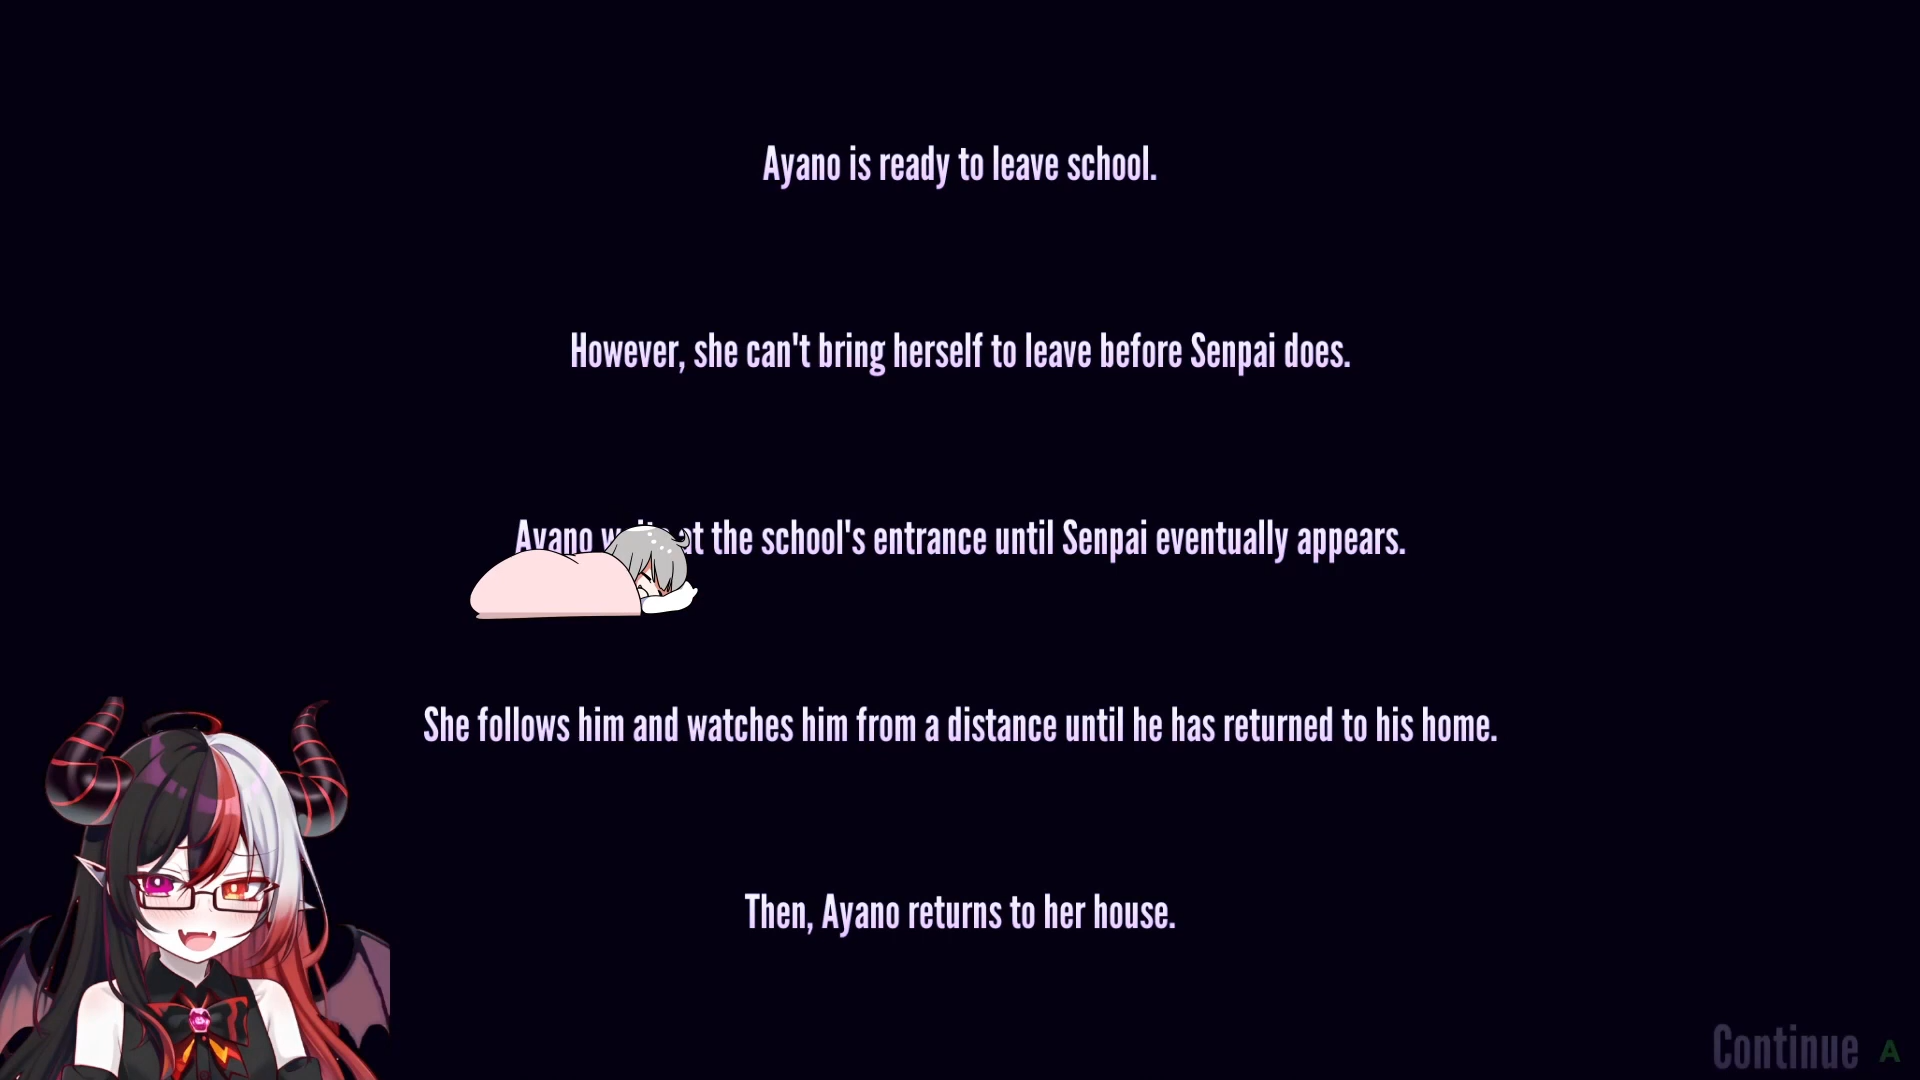 Ayano is ready to leave school.
However, she can't bring herself to leave before Senpai does.
Ayano at the school's entrance until Senpai eventually appears.
She follows him and watches him from a distance until he has returned to his home.
Then, Ayano returns to her house.
Continue A